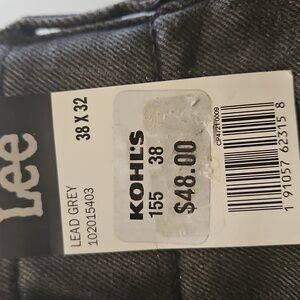 Lee
38 X 32
LEAD GREY
102015403
KOHL'S
155 38
$48.00
1 91057 62315 8